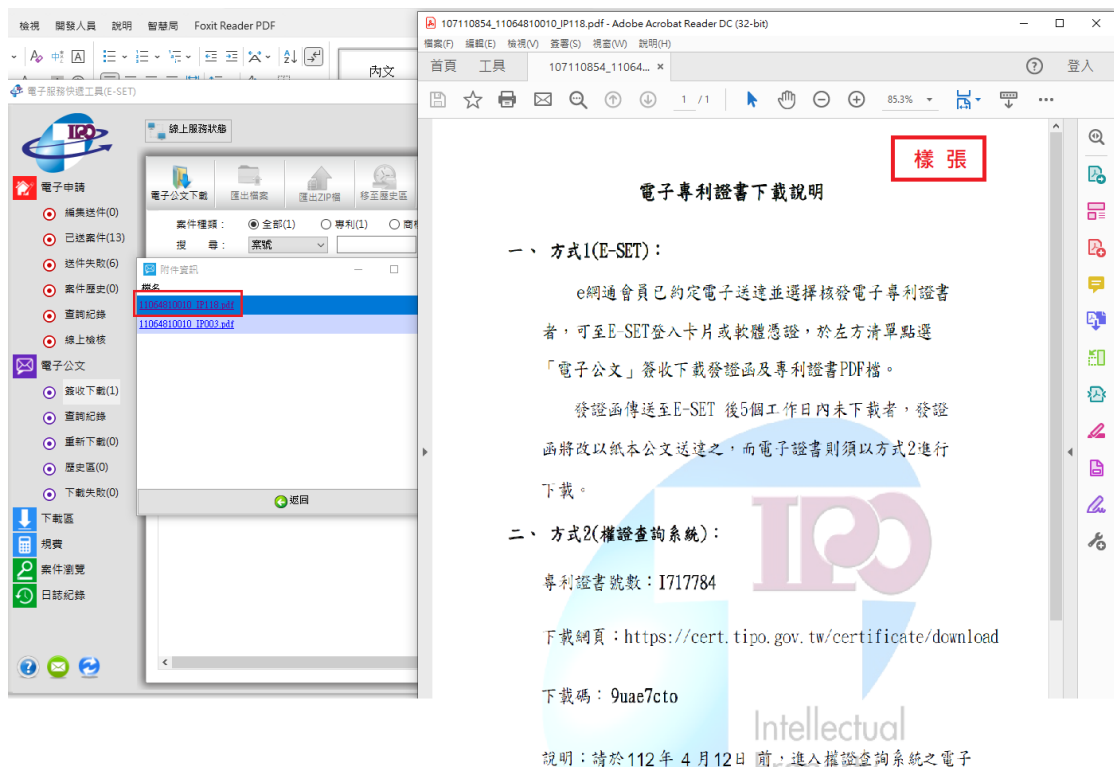 檢視 開發人員 說明 智慧局 Foxit Reader PDF
內文
電子服務快遞工具(E-SET)
IPO
線上服務狀態
電子申請
編集送件(0)
已送案件(13)
送件失敗(6)
案件歷史(0)
查詢紀錄
線上檢核
電子公文
簽收下載(1)
查詢紀錄
重新下載(0)
歷史區(0)
下載失敗(0)
下載區
規費
案件瀏覽
日誌紀錄
電子公文下載 匯出檔案 匯出ZIP檔 移至歷史區
案件種類： 全部(1) 專利(1)
搜 尋： 案號
附件資訊
檔名
11064810010_IP118.pdf
11064810010_IP003.pdf
返回
107110854_11064810010_IP118.pdf - Adobe Acrobat Reader DC (32-bit)
檔案(F) 編輯(E) 檢視(V) 簽署(S) 視窗(W) 說明(H)
首頁 工具 107110854_11064... × 登入
1 / 1 85.3%
樣 張
電子專利證書下載說明
一、 方式1(E-SET)：
e網通會員已約定電子送達並選擇核發電子專利證書
者，可至E-SET登入卡片或軟體憑證，於左方清單點選
「電子公文」簽收下載發證函及專利證書PDF檔。
發證函傳送至E-SET 後5個工作日內未下載者，發證
函將改以紙本公文送達之，而電子證書則須以方式2進行
下載。
二、 方式2(權證查詢系統)：
專利證書號數：I717784
下載網頁：https://cert.tipo.gov.tw/certificate/download
下載碼：9uae7cto
IPO
Intellectual
說明：請於112年 4 月12日 前，進入權證查詢系統之電子